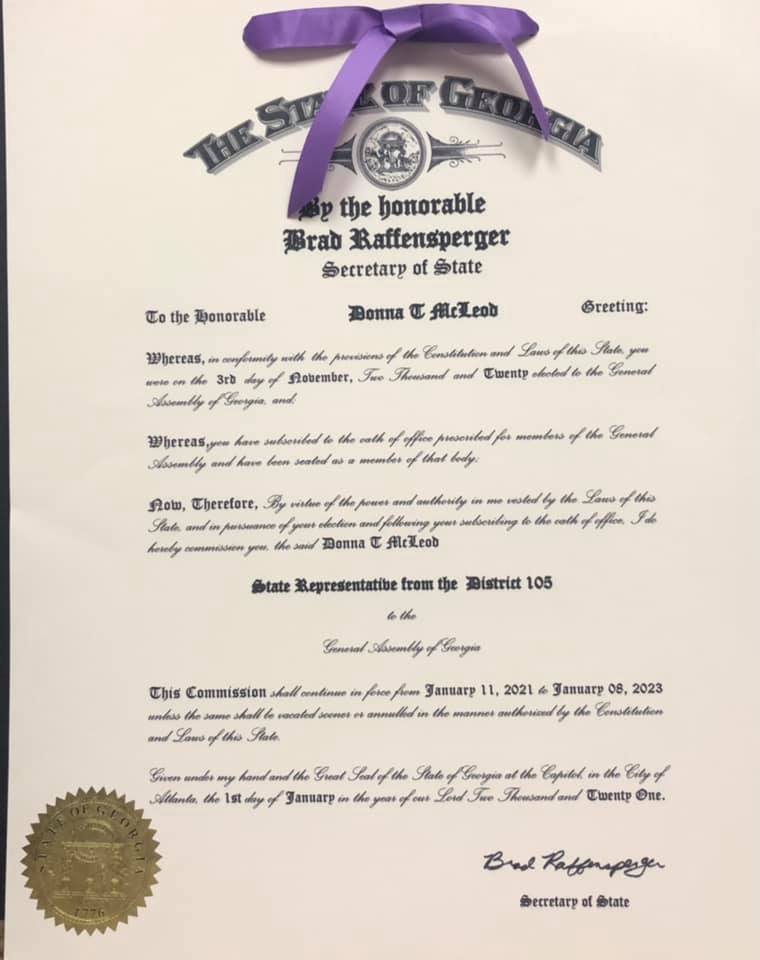 THE STATE OF GEORGIA
By the honorable
Brad Raffensperger
Secretary of State
To the Honorable Donna T McLeod Greeting:
Whereas, in conformity with the provisions of the Constitution and Laws of this State, you
were on the 3rd day of November, Two Thousand and Twenty elected to the General
Assembly of Georgia, and;
Whereas,you have subscribed to the oath of office prescribed for members of the General
Assembly and have been seated as a member of that body;
Now, Therefore, By virtue of the power and authority in me vested by the Laws of this
State, and in pursuance of your election and following your subscribing to the oath of office, I do
hereby commission you, the said Donna T McLeod
State Representative from the District 105
to the
General Assembly of Georgia
This Commission shall continue in force from January 11, 2021 to January 08, 2023
unless the same shall be vacated sooner or annulled in the manner authorized by the Constitution
and Laws of this State.
Given under my hand and the Great Seal of the State of Georgia at the Capitol, in the City of
Atlanta, the 1st day of January in the year of our Lord Two Thousand and Twenty One.
STATE OF GEORGIA
1776
Brad Raffensperger
Secretary of State